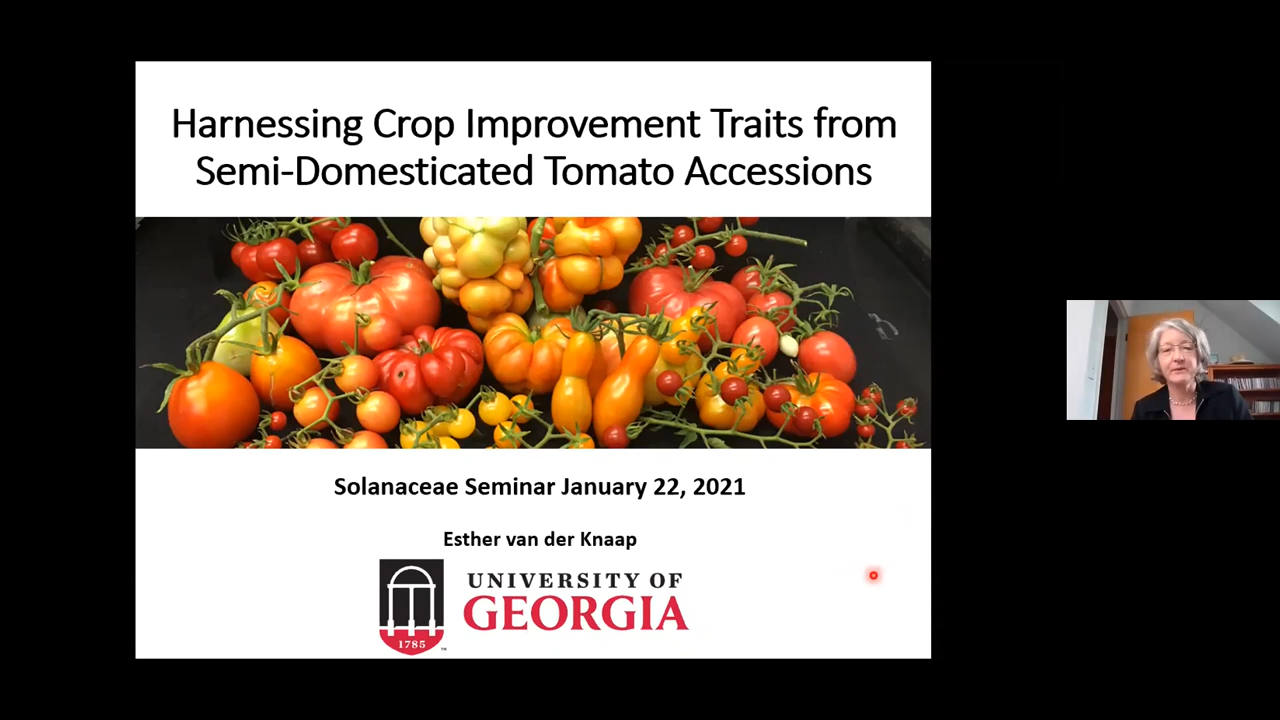 Harnessing Crop Improvement Traits from
Semi-Domesticated Tomato Accessions
Solanaceae Seminar January 22, 2021
Esther van der Knaap
UNIVERSITY OF
GEORGIA
1785
TM